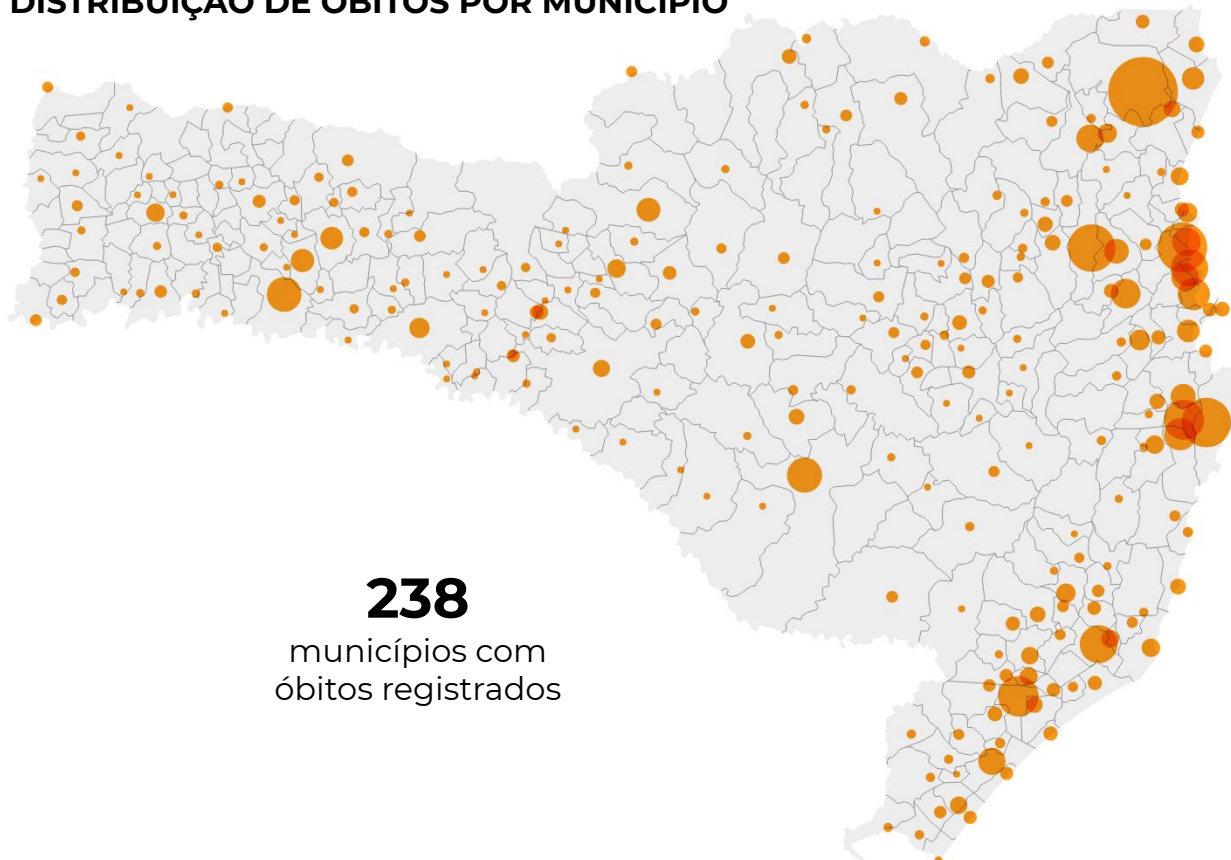 DISTRIBUIÇÃO DE ÓBITOS POR MUNICÍPIO
238
municípios com
óbitos registrados